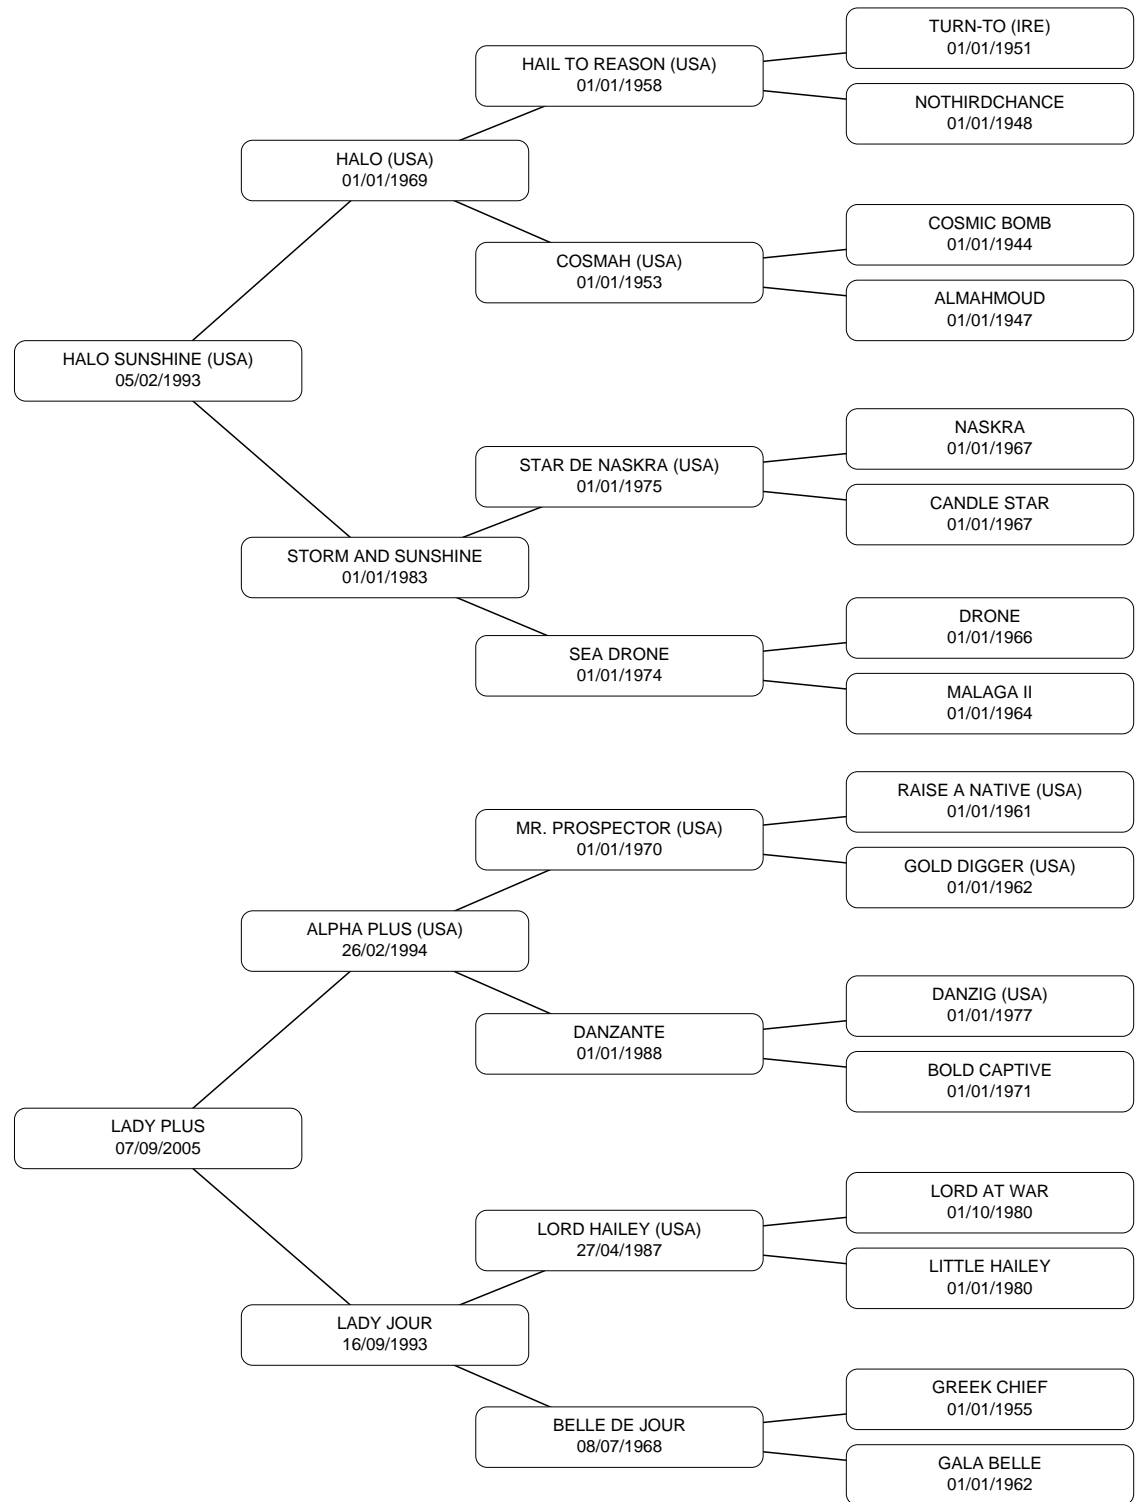 TURN-TO (IRE)
01/01/1951
HAIL TO REASON (USA)
01/01/1958
NOTHIRDCHANCE
01/01/1948
HALO (USA)
01/01/1969
COSMIC BOMB
01/01/1944
COSMAH (USA)
01/01/1953
ALMAHMOUD
01/01/1947
HALO SUNSHINE (USA)
05/02/1993
NASKRA
01/01/1967
STAR DE NASKRA (USA)
01/01/1975
CANDLE STAR
01/01/1967
STORM AND SUNSHINE
01/01/1983
DRONE
01/01/1966
SEA DRONE
01/01/1974
MALAGA II
01/01/1964
RAISE A NATIVE (USA)
01/01/1961
MR. PROSPECTOR (USA)
01/01/1970
GOLD DIGGER (USA)
01/01/1962
ALPHA PLUS (USA)
26/02/1994
DANZIG (USA)
01/01/1977
DANZANTE
01/01/1988
BOLD CAPTIVE
01/01/1971
LADY PLUS
07/09/2005
LORD AT WAR
01/10/1980
LORD HAILEY (USA)
27/04/1987
LITTLE HAILEY
01/01/1980
LADY JOUR
16/09/1993
GREEK CHIEF
01/01/1955
BELLE DE JOUR
08/07/1968
GALA BELLE
01/01/1962